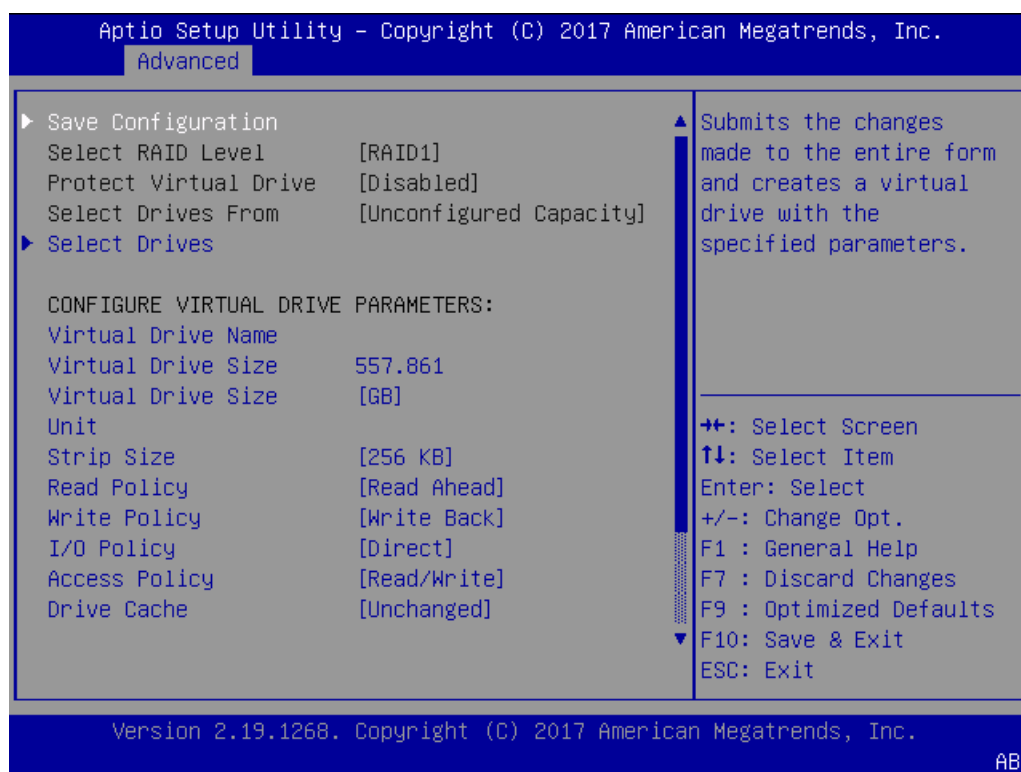 Aptio Setup Utility – Copyright (C) 2017 American Megatrends, Inc.
Advanced
Save Configuration
Select RAID Level [RAID1]
Protect Virtual Drive [Disabled]
Select Drives From [Unconfigured Capacity]
Select Drives
CONFIGURE VIRTUAL DRIVE PARAMETERS:
Virtual Drive Name
Virtual Drive Size 557.861
Virtual Drive Size [GB]
Unit
Strip Size [256 KB]
Read Policy [Read Ahead]
Write Policy [Write Back]
I/O Policy [Direct]
Access Policy [Read/Write]
Drive Cache [Unchanged]
Submits the changes
made to the entire form
and creates a virtual
drive with the
specified parameters.
→←: Select Screen
↑↓: Select Item
Enter: Select
+/-: Change Opt.
F1 : General Help
F7 : Discard Changes
F9 : Optimized Defaults
F10: Save & Exit
ESC: Exit
Version 2.19.1268. Copyright (C) 2017 American Megatrends, Inc.
AB